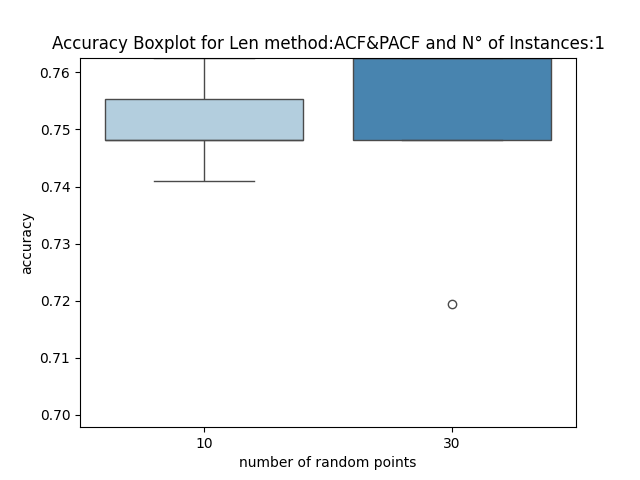 Accuracy Boxplot for Len method:ACF&PACF and N° of Instances:1
0.76
0.75
0.74
0.73
0.72
0.71
0.70
accuracy
10 30
number of random points